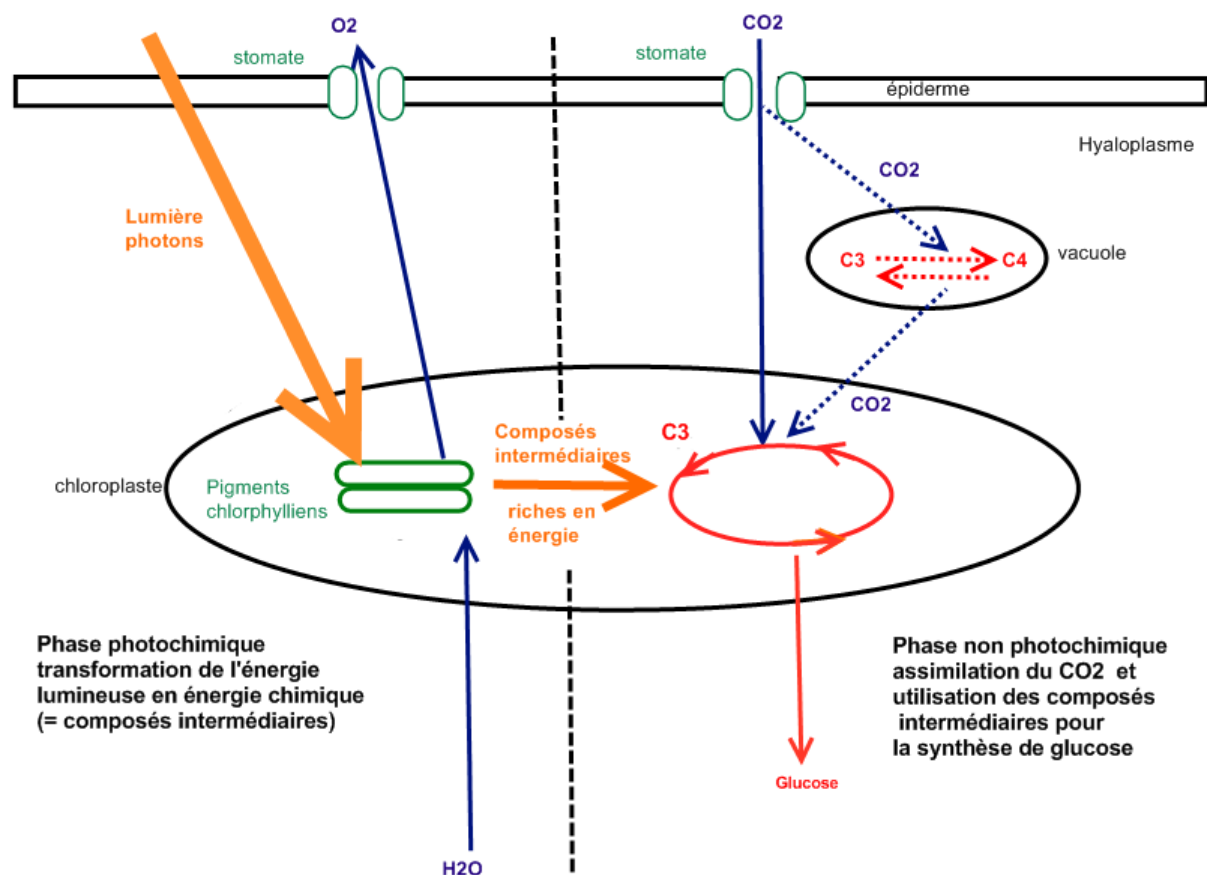 O2
CO2
stomate
stomate
épiderme
Hyaloplasme
CO2
Lumière
photons
C3
C4
vacuole
CO2
Composés
intermédiaires
C3
chloroplaste
Pigments
chlorphylliens
riches en
énergie
Phase photochimique
transformation de l'énergie
lumineuse en énergie chimique
(= composés intermédiaires)
Phase non photochimique
assimilation du CO2 et
utilisation des composés
intermédiaires pour
la synthèse de glucose
Glucose
H2O